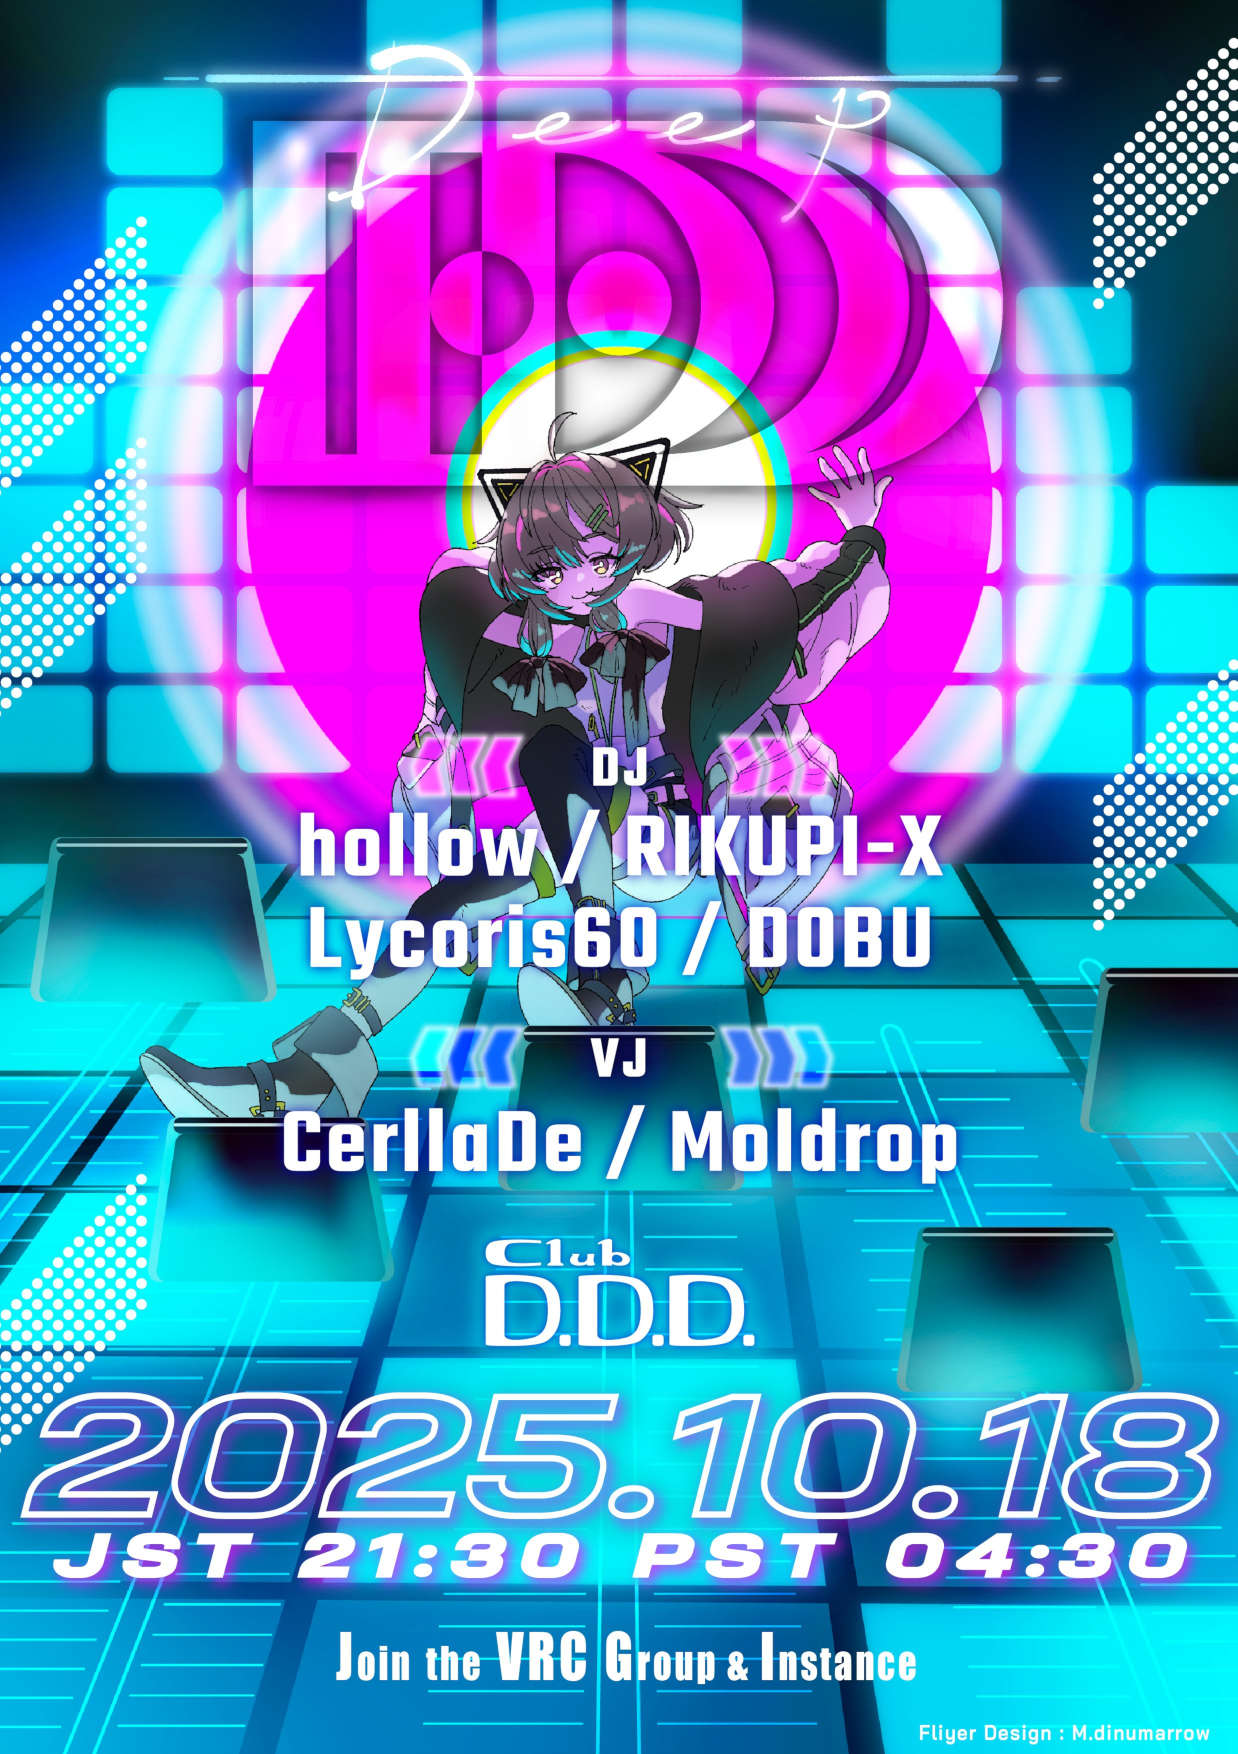 Deep
DJ
hollow / RIKUPI-X
Lycoris60 / DOBU
VJ
CerllaDe / Moldrop
Club
D.D.D.
2025.10.18
JST 21:30 PST 04:30
Join the VRC Group & Instance
Fliyer Design : M.dinumarrow